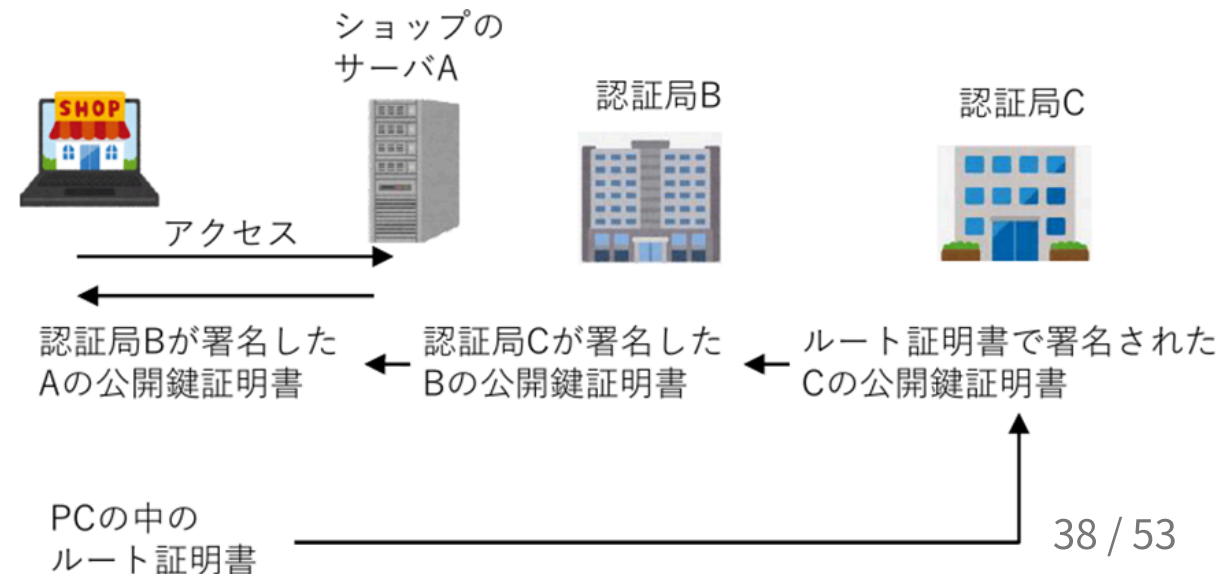 ショップの
サーバA
SHOP
認証局B
認証局C
アクセス
認証局Bが署名した
Aの公開鍵証明書
認証局Cが署名した
Bの公開鍵証明書
ルート証明書で署名された
Cの公開鍵証明書
PCの中の
ルート証明書
38 / 53